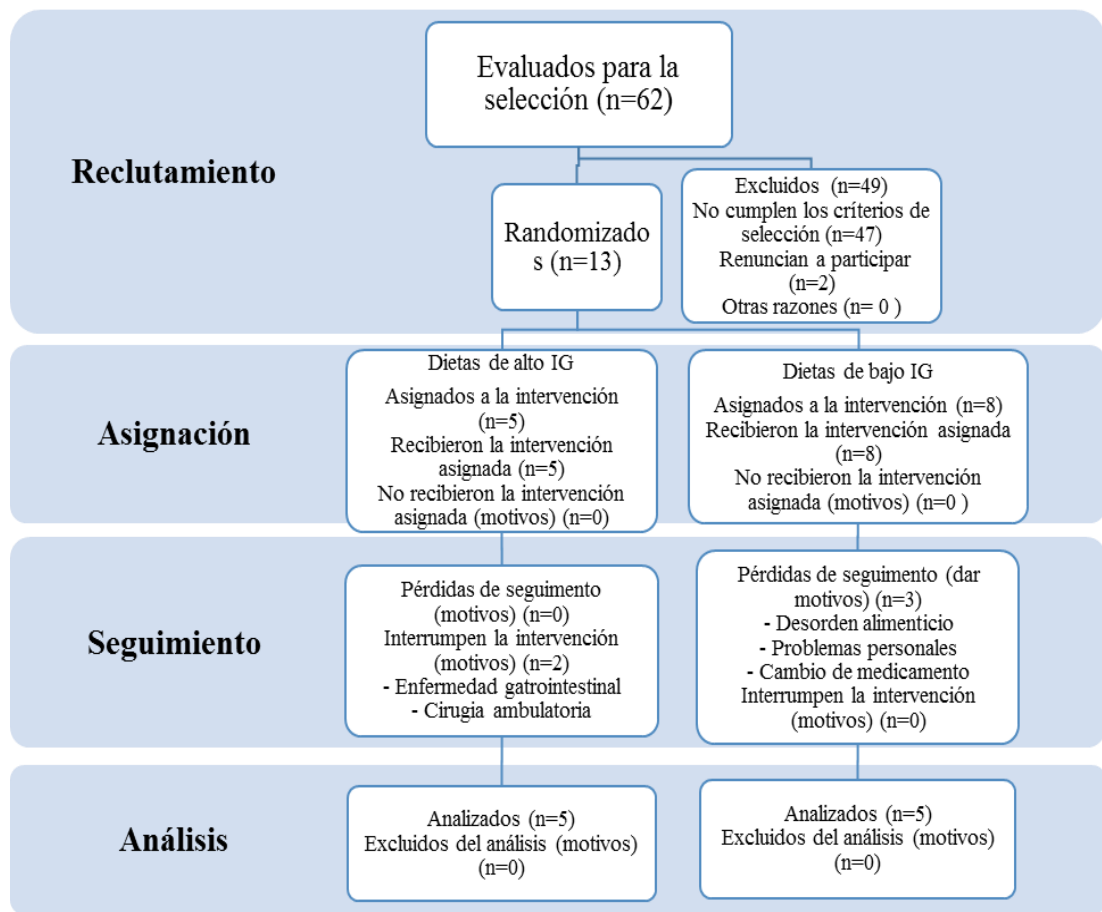 Reclutamiento
Evaluados para la
selección (n=62)
Randomizado
s (n=13)
Excluidos (n=49)
No cumplen los critérios de
selección (n=47)
Renuncian a participar
(n=2)
Otras razones (n= 0 )
Asignación
Dietas de alto IG
Asignados a la intervención
(n=5)
Recibieron la intervención
asignada (n=5)
No recibieron la intervención
asignada (motivos) (n=0)
Dietas de bajo IG
Asignados a la intervención (n=8)
Recibieron la intervención asignada
(n=8)
No recibieron la intervención
asignada (motivos) (n=0 )
Seguimiento
Pérdidas de seguimento
(motivos) (n=0)
Interrumpen la intervención
(motivos) (n=2)
- Enfermedad gatrointestinal
- Cirugia ambulatoria
Pérdidas de seguimento (dar
motivos) (n=3)
- Desorden alimenticio
- Problemas personales
- Cambio de medicamento
Interrumpen la intervención
(motivos) (n=0)
Análisis
Analizados (n=5)
Excluidos del análisis (motivos)
(n=0)
Analizados (n=5)
Excluidos del análisis (motivos)
(n=0)